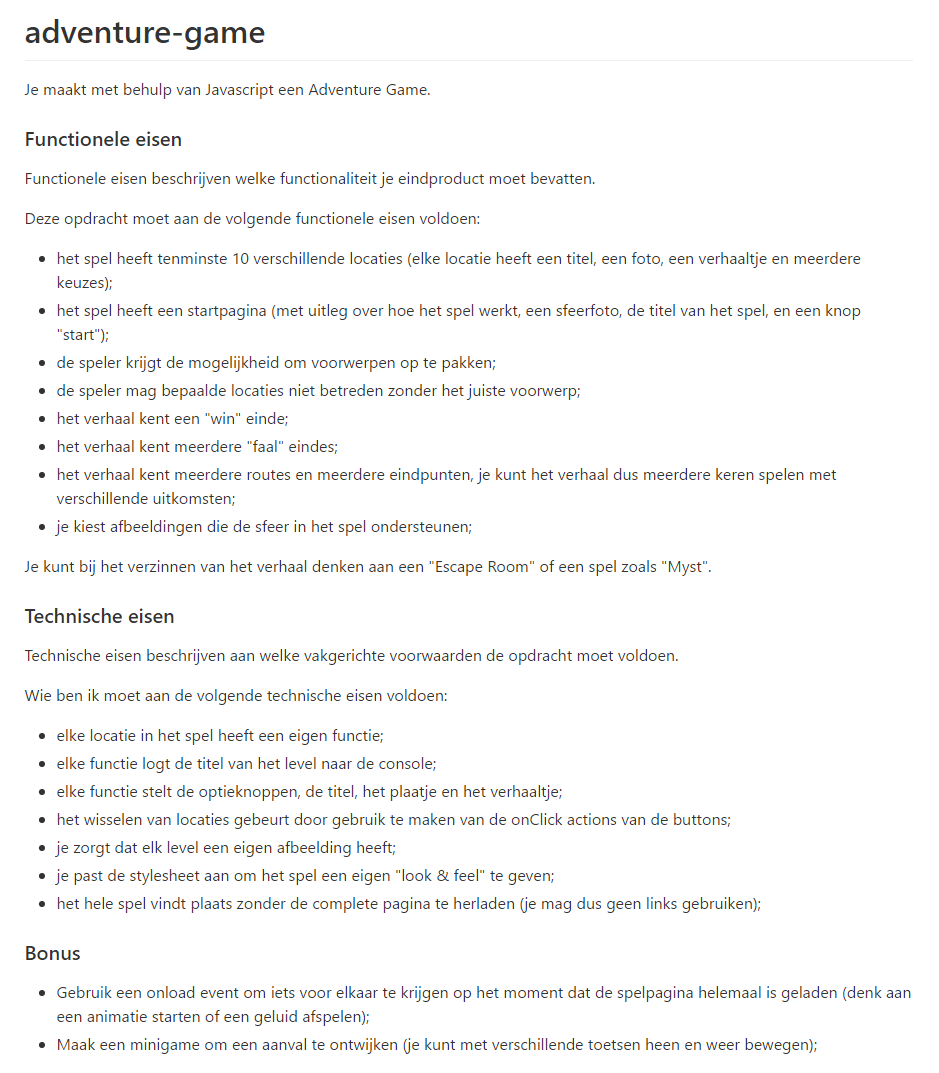 adventure-game
Je maakt met behulp van Javascript een Adventure Game.
Functionele eisen
Functionele eisen beschrijven welke functionaliteit je eindproduct moet bevatten.
Deze opdracht moet aan de volgende functionele eisen voldoen:
• het spel heeft tenminste 10 verschillende locaties (elke locatie heeft een titel, een foto, een verhaaltje en meerdere
keuzes);
• het spel heeft een startpagina (met uitleg over hoe het spel werkt, een sfeerfoto, de titel van het spel, en een knop
"start");
• de speler krijgt de mogelijkheid om voorwerpen op te pakken;
• de speler mag bepaalde locaties niet betreden zonder het juiste voorwerp;
• het verhaal kent een "win" einde;
• het verhaal kent meerdere "faal" eindes;
• het verhaal kent meerdere routes en meerdere eindpunten, je kunt het verhaal dus meerdere keren spelen met
verschillende uitkomsten;
• je kiest afbeeldingen die de sfeer in het spel ondersteunen;
Je kunt bij het verzinnen van het verhaal denken aan een "Escape Room" of een spel zoals "Myst".
Technische eisen
Technische eisen beschrijven aan welke vakgerichte voorwaarden de opdracht moet voldoen.
Wie ben ik moet aan de volgende technische eisen voldoen:
• elke locatie in het spel heeft een eigen functie;
• elke functie logt de titel van het level naar de console;
• elke functie stelt de optieknoppen, de titel, het plaatje en het verhaaltje;
• het wisselen van locaties gebeurt door gebruik te maken van de onClick actions van de buttons;
• je zorgt dat elk level een eigen afbeelding heeft;
• je past de stylesheet aan om het spel een eigen "look & feel" te geven;
• het hele spel vindt plaats zonder de complete pagina te herladen (je mag dus geen links gebruiken);
Bonus
• Gebruik een onload event om iets voor elkaar te krijgen op het moment dat de spelpagina helemaal is geladen (denk aan
een animatie starten of een geluid afspelen);
• Maak een minigame om een aanval te ontwijken (je kunt met verschillende toetsen heen en weer bewegen);